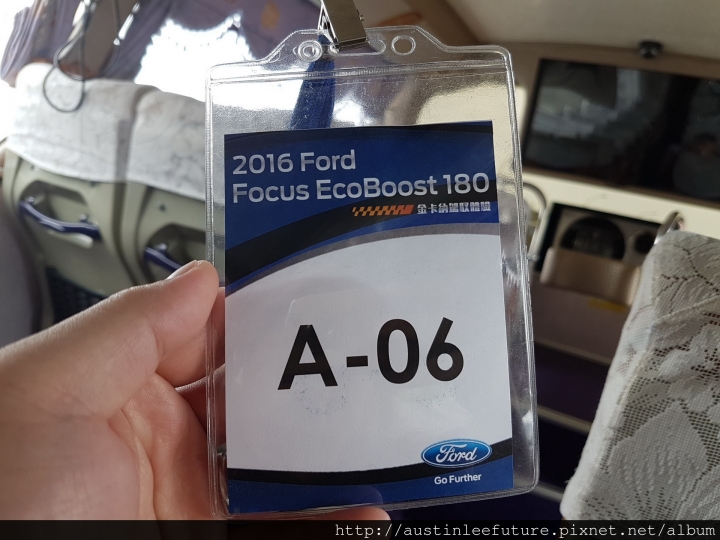 2016 Ford
Focus EcoBoost 180
金卡納駕馭體驗
A-06
Ford
Go Further
http://austinleefuture.pixnet.net/album